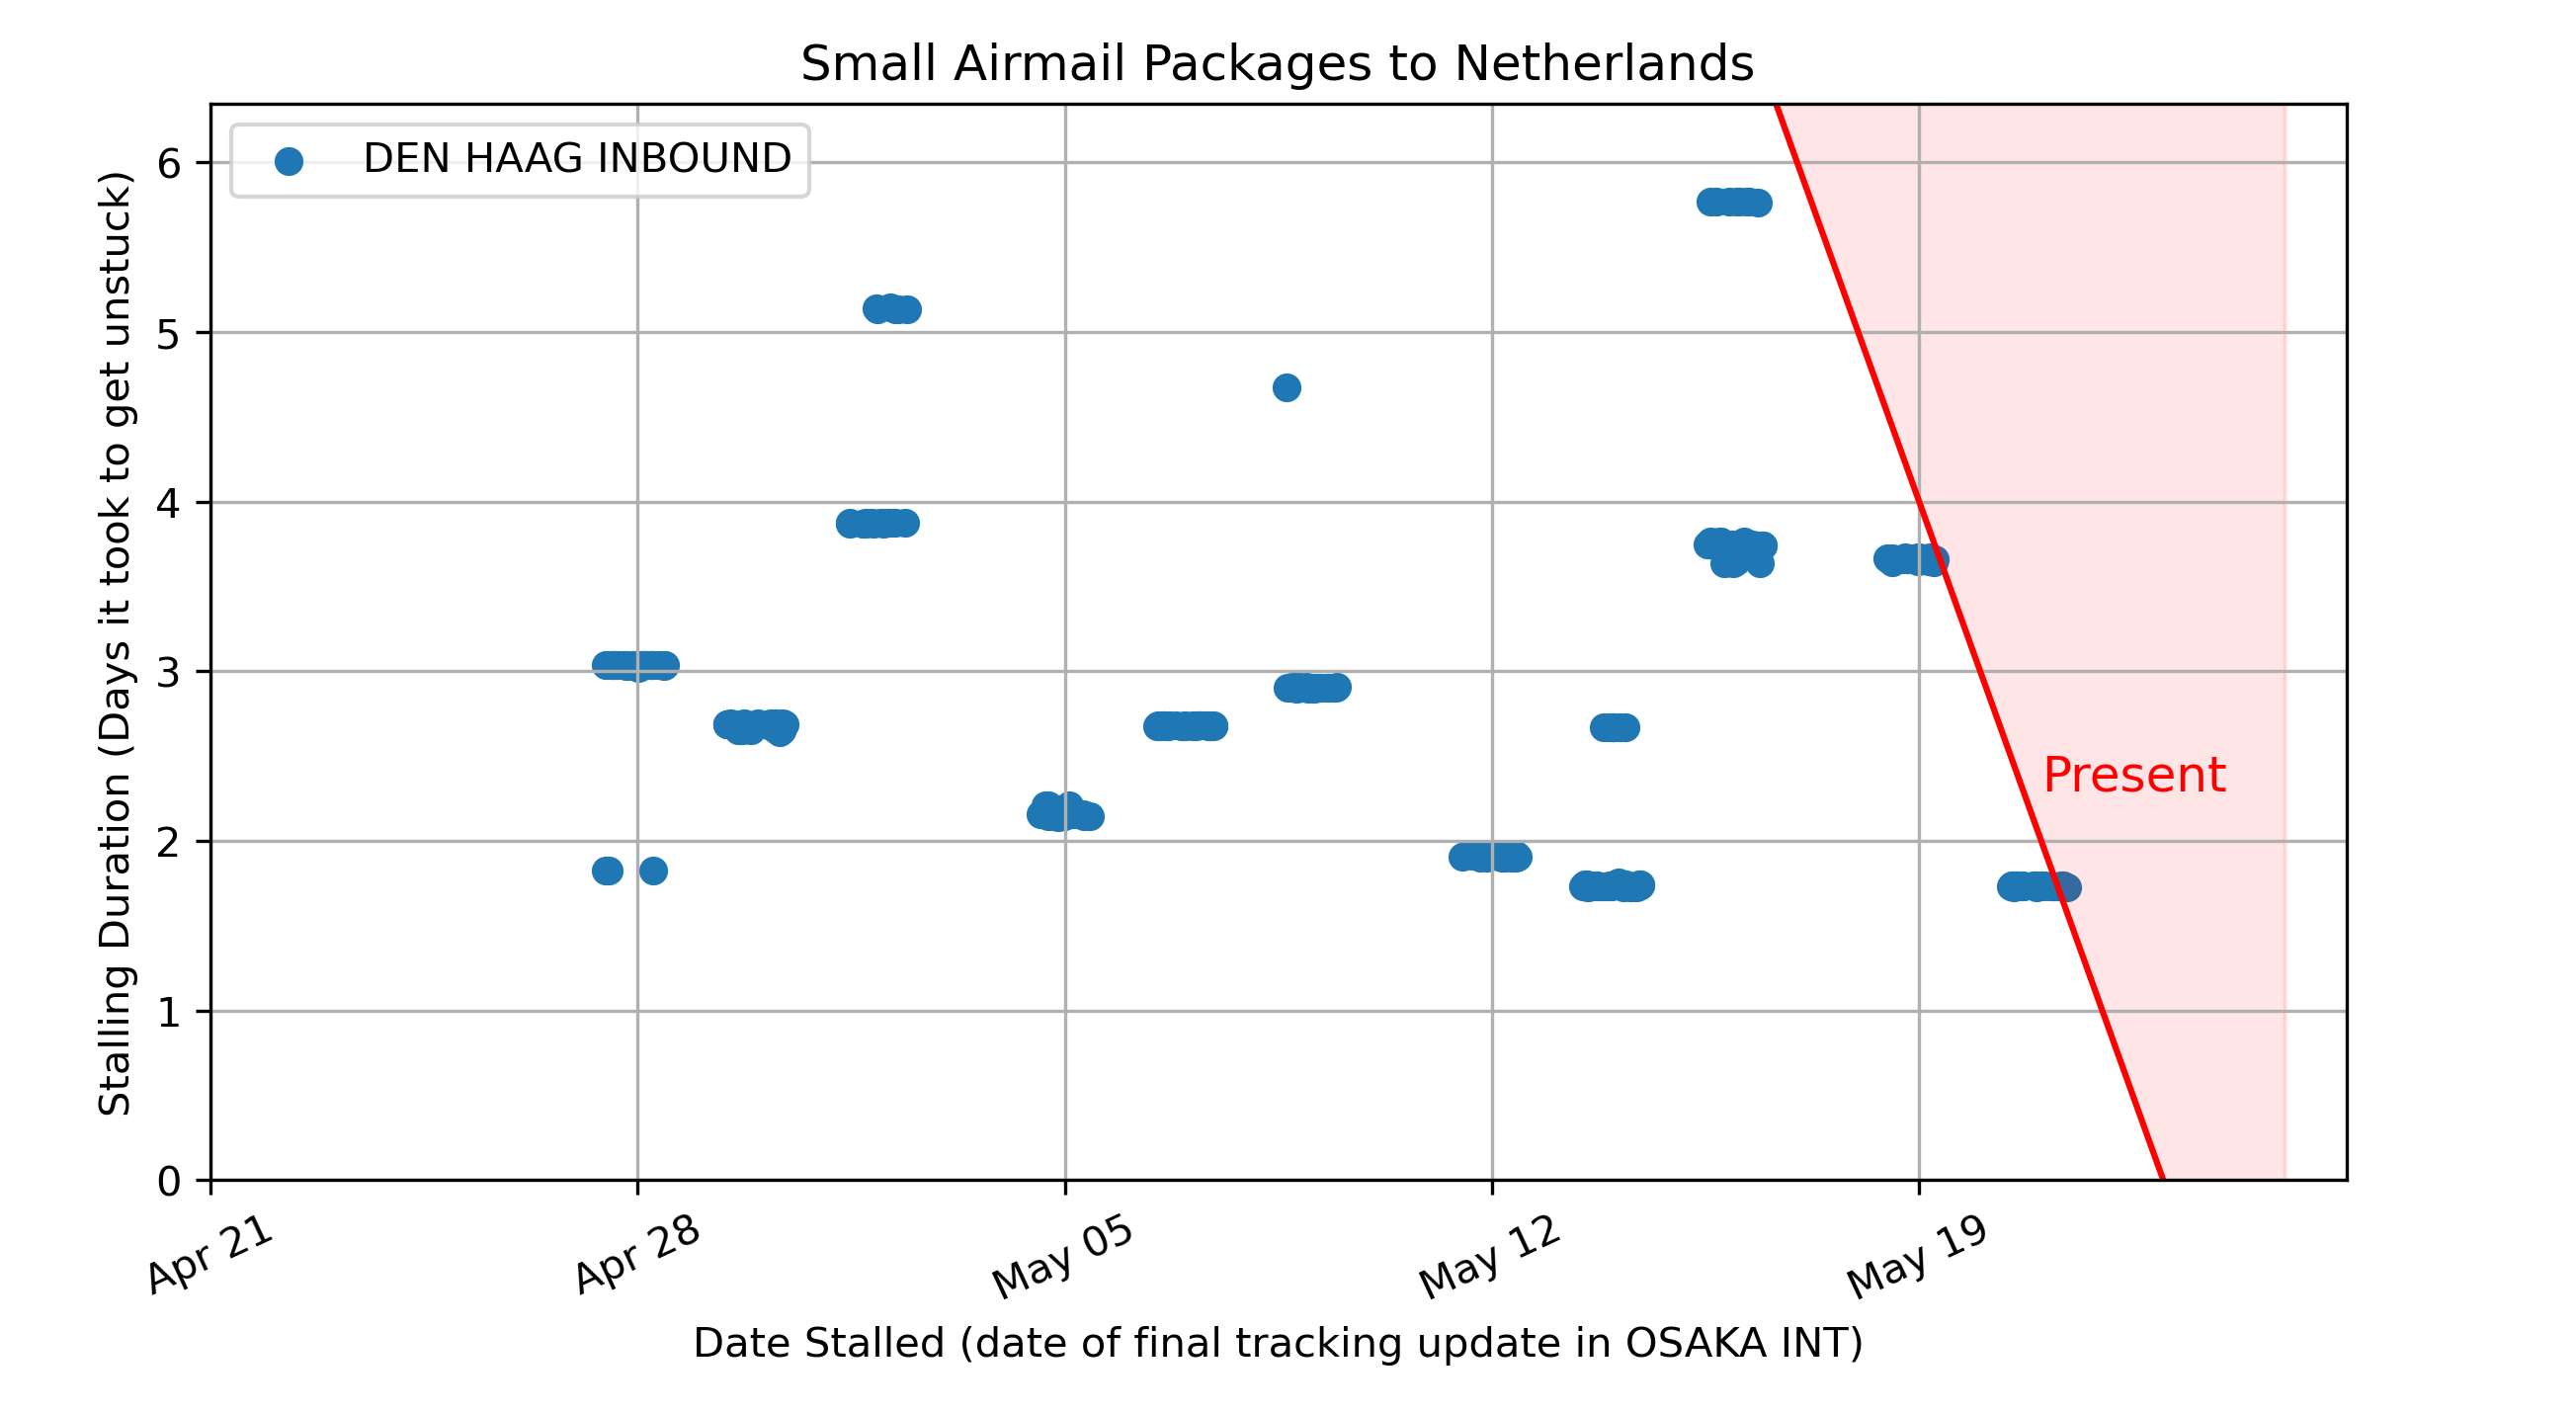 Small Airmail Packages to Netherlands
DEN HAAG INBOUND
Stalling Duration (Days it took to get unstuck)
6
5
4
3
2
1
0
Present
Apr 21
Apr 28
May 05
May 12
May 19
Date Stalled (date of final tracking update in OSAKA INT)